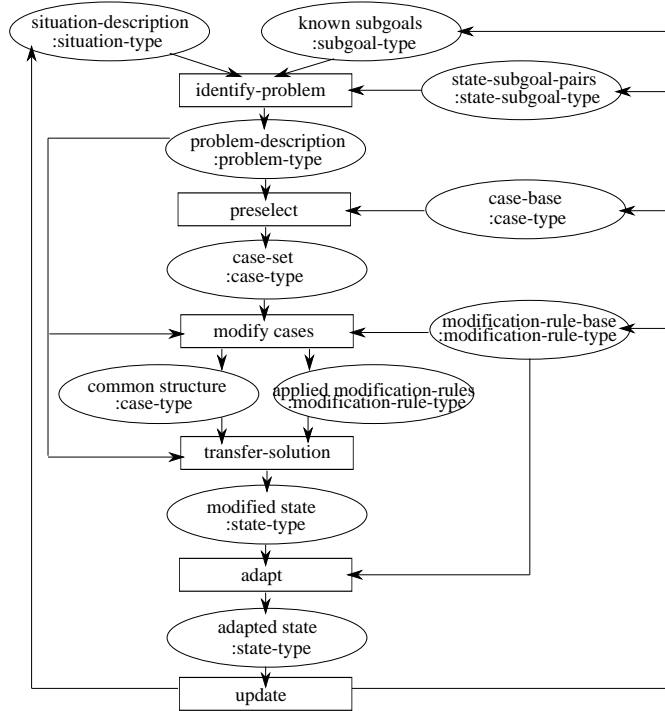 situation-description
:situation-type
known subgoals
:subgoal-type
identify-problem
state-subgoal-pairs
:state-subgoal-type
problem-description
:problem-type
preselect
case-base
:case-type
case-set
:case-type
modify cases
modification-rule-base
:modification-rule-type
common structure
:case-type
applied modification-rules
:modification-rule-type
transfer-solution
modified state
:state-type
adapt
adapted state
:state-type
update